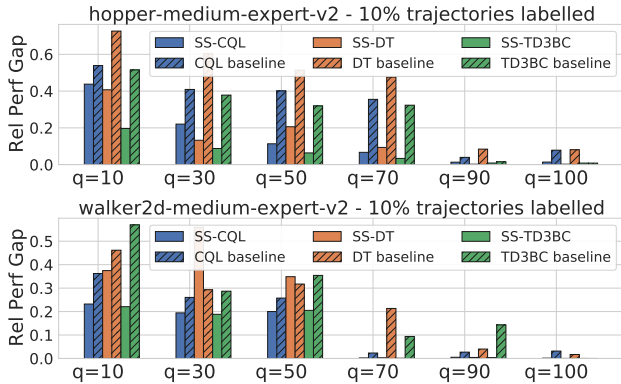 hopper-medium-expert-v2 - 10% trajectories labelled
Rel Perf Gap
0.6
0.4
0.2
0.0
SS-CQL SS-DT SS-TD3BC
CQL baseline DT baseline TD3BC baseline
q=10 q=30 q=50 q=70 q=90 q=100
walker2d-medium-expert-v2 - 10% trajectories labelled
Rel Perf Gap
0.5
0.4
0.3
0.2
0.1
0.0
SS-CQL SS-DT SS-TD3BC
CQL baseline DT baseline TD3BC baseline
q=10 q=30 q=50 q=70 q=90 q=100